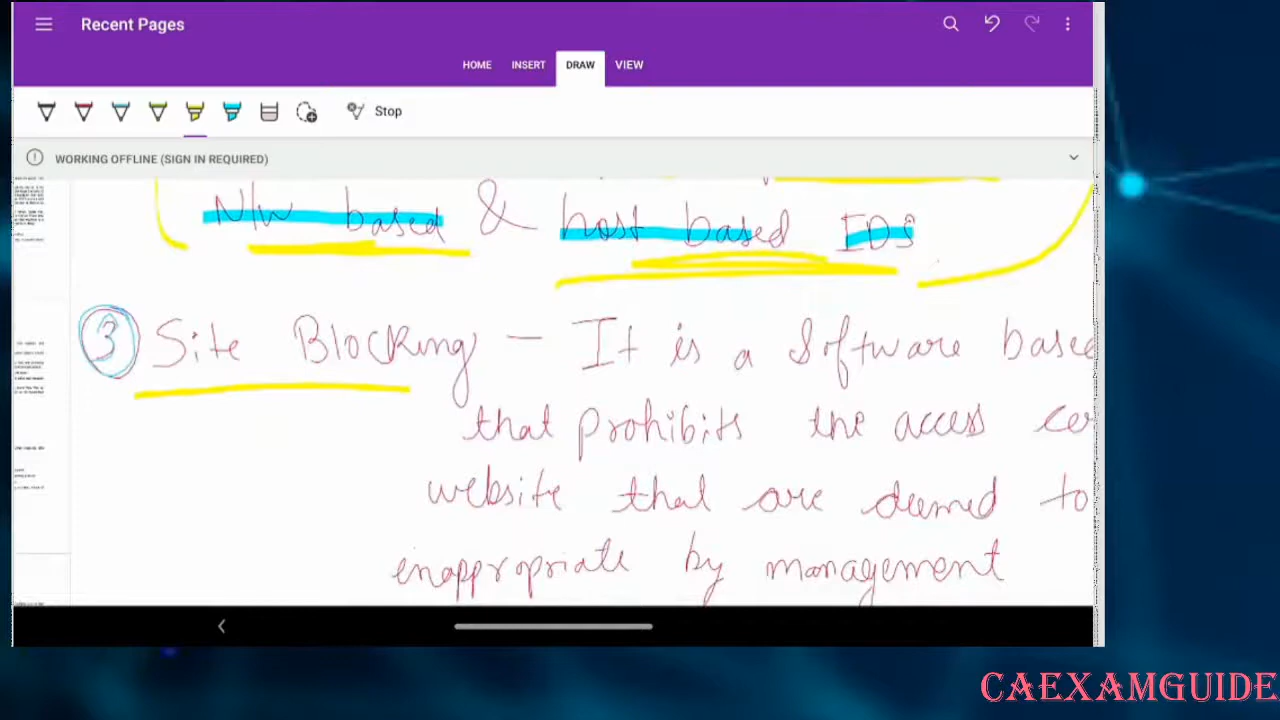 Recent Pages
HOME INSERT DRAW VIEW
Stop
WORKING OFFLINE (SIGN IN REQUIRED)
N/W based & host based IDS
3 Site Blocking - It is a Software based
that prohibits the access ce
website that are deemed to
inappropriate by management
CAEXAMGUIDE